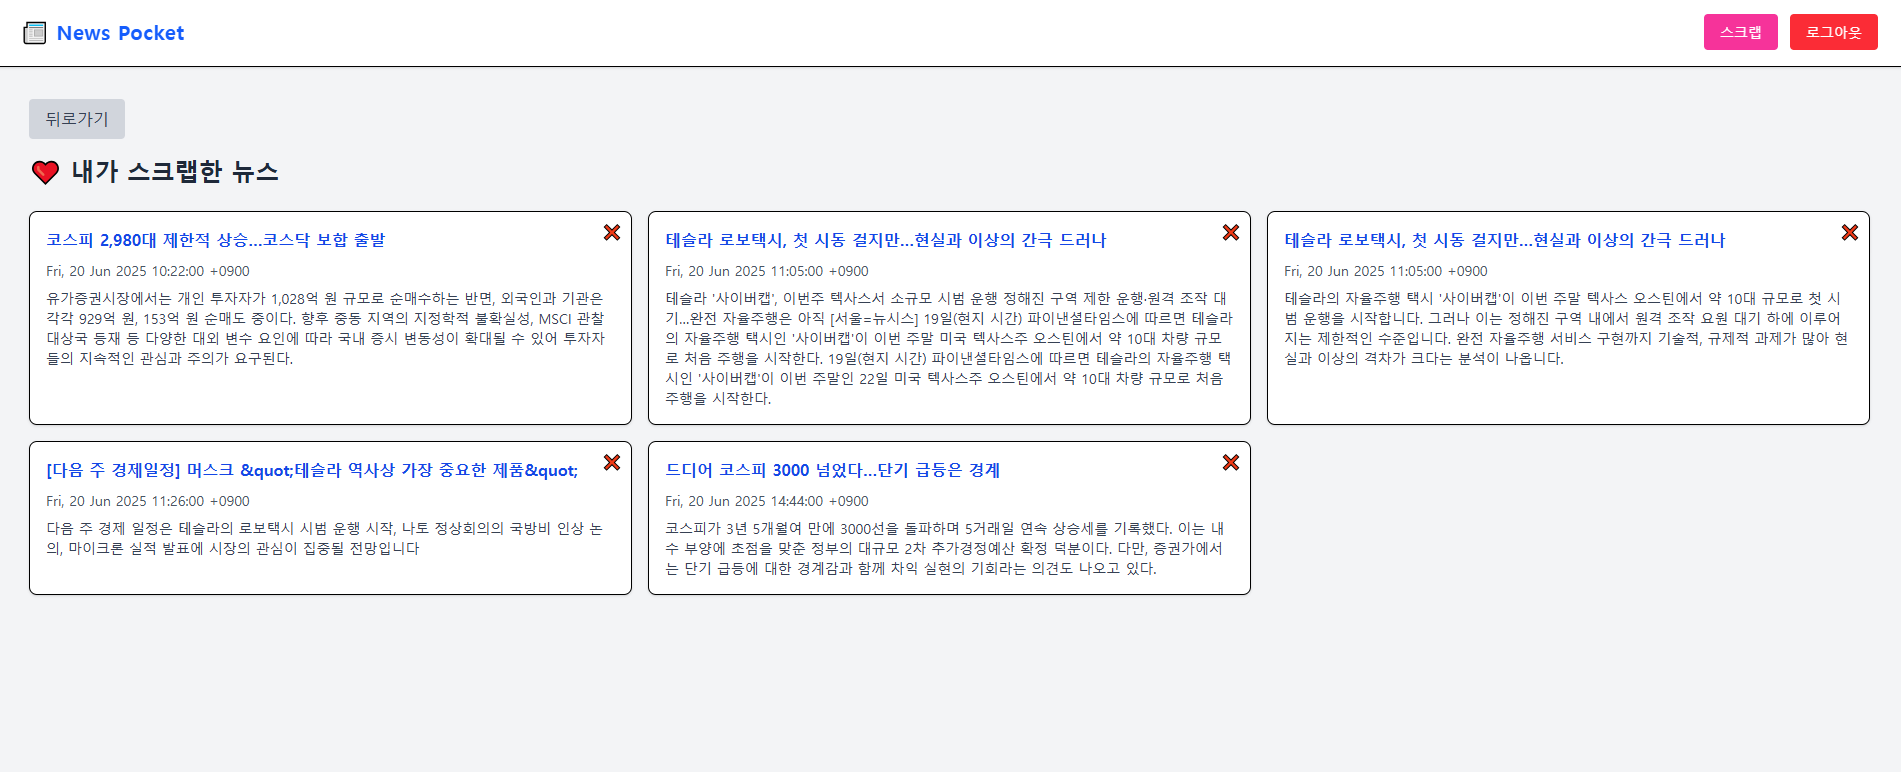 News Pocket
스크랩
로그아웃
뒤로가기
내가 스크랩한 뉴스
코스피 2,980대 제한적 상승...코스닥 보합 출발
Fri, 20 Jun 2025 10:22:00 +0900
유가증권시장에서는 개인 투자자가 1,028억 원 규모로 순매수하는 반면, 외국인과 기관은
각각 929억 원, 153억 원 순매도 중이다. 향후 중동 지역의 지정학적 불확실성, MSCI 관찰
대상국 등재 등 다양한 대외 변수 요인에 따라 국내 증시 변동성이 확대될 수 있어 투자자
들의 지속적인 관심과 주의가 요구된다.
테슬라 로보택시, 첫 시동 걸지만...현실과 이상의 간극 드러나
Fri, 20 Jun 2025 11:05:00 +0900
테슬라 '사이버캡', 이번주 텍사스서 소규모 시범 운행 정해진 구역 제한 운행·원격 조작 대
기...완전 자율주행은 아직 [서울=뉴시스] 19일(현지 시간) 파이낸셜타임스에 따르면 테슬라
의 자율주행 택시인 '사이버캡'이 이번 주말 미국 텍사스주 오스틴에서 약 10대 차량 규모
로 처음 주행을 시작한다. 19일(현지 시간) 파이낸셜타임스에 따르면 테슬라의 자율주행 택
시인 '사이버캡'이 이번 주말인 22일 미국 텍사스주 오스틴에서 약 10대 차량 규모로 처음
주행을 시작한다.
테슬라 로보택시, 첫 시동 걸지만...현실과 이상의 간극 드러나
Fri, 20 Jun 2025 11:05:00 +0900
테슬라의 자율주행 택시 '사이버캡'이 이번 주말 텍사스 오스틴에서 약 10대 규모로 첫 시
범 운행을 시작합니다. 그러나 이는 정해진 구역 내에서 원격 조작 요원 대기 하에 이루어
지는 제한적인 수준입니다. 완전 자율주행 서비스 구현까지 기술적, 규제적 과제가 많아 현
실과 이상의 격차가 크다는 분석이 나옵니다.
[다음 주 경제일정] 머스크 &quot;테슬라 역사상 가장 중요한 제품&quot;
Fri, 20 Jun 2025 11:26:00 +0900
다음 주 경제 일정은 테슬라의 로보택시 시범 운행 시작, 나토 정상회의의 국방비 인상 논
의, 마이크론 실적 발표에 시장의 관심이 집중될 전망입니다
드디어 코스피 3000 넘었다...단기 급등은 경계
Fri, 20 Jun 2025 14:44:00 +0900
코스피가 3년 5개월여 만에 3000선을 돌파하며 5거래일 연속 상승세를 기록했다. 이는 내
수 부양에 초점을 맞춘 정부의 대규모 2차 추가경정예산 확정 덕분이다. 다만, 증권가에서
는 단기 급등에 대한 경계감과 함께 차익 실현의 기회라는 의견도 나오고 있다.